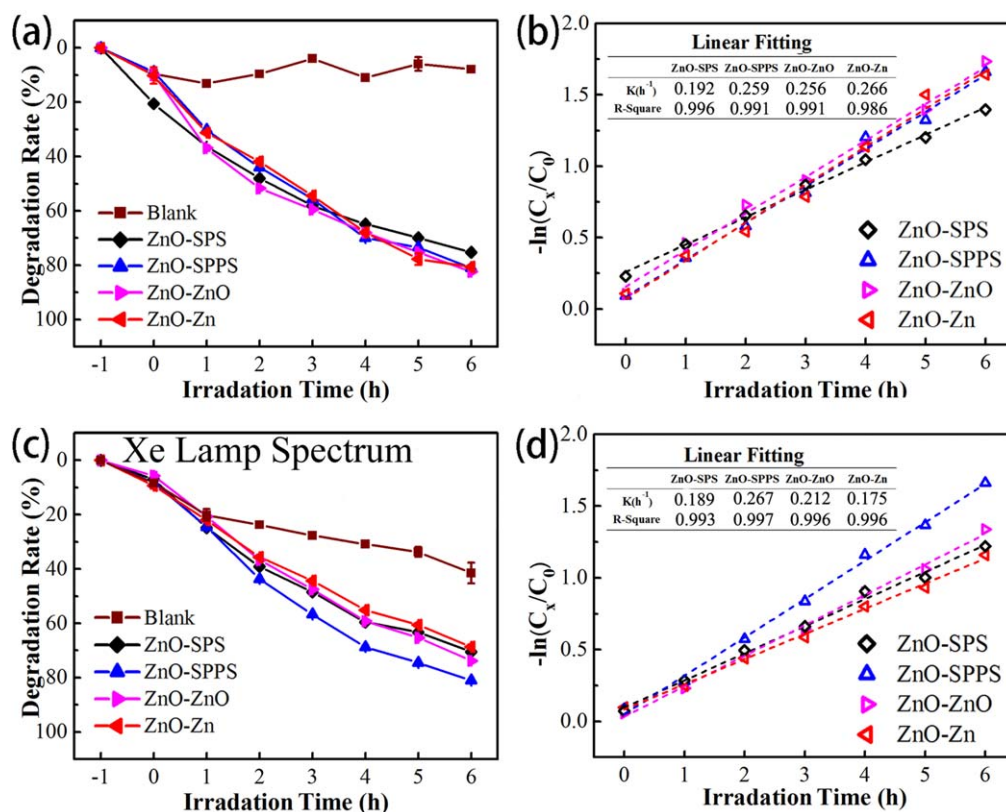 (a)
Degradation Rate (%)
0
20
40
60
80
100
Blank
ZnO-SPS
ZnO-SPPS
ZnO-ZnO
ZnO-Zn
-1 0 1 2 3 4 5 6
Irradation Time (h)
(b)
-ln(Cx/C0)
2.0
1.5
1.0
0.5
0.0
Linear Fitting
ZnO-SPS ZnO-SPPS ZnO-ZnO ZnO-Zn
K(h-1) 0.192 0.259 0.256 0.266
R-Square 0.996 0.991 0.991 0.986
ZnO-SPS
ZnO-SPPS
ZnO-ZnO
ZnO-Zn
0 1 2 3 4 5 6
Irradation Time (h)
(c) Xe Lamp Spectrum
Degradation Rate (%)
0
20
40
60
80
100
Blank
ZnO-SPS
ZnO-SPPS
ZnO-ZnO
ZnO-Zn
-1 0 1 2 3 4 5 6
Irradation Time (h)
(d)
-ln(Cx/C0)
2.0
1.5
1.0
0.5
0.0
Linear Fitting
ZnO-SPS ZnO-SPPS ZnO-ZnO ZnO-Zn
K(h-1) 0.189 0.267 0.212 0.175
R-Square 0.993 0.997 0.996 0.996
ZnO-SPS
ZnO-SPPS
ZnO-ZnO
ZnO-Zn
0 1 2 3 4 5 6
Irradation Time (h)